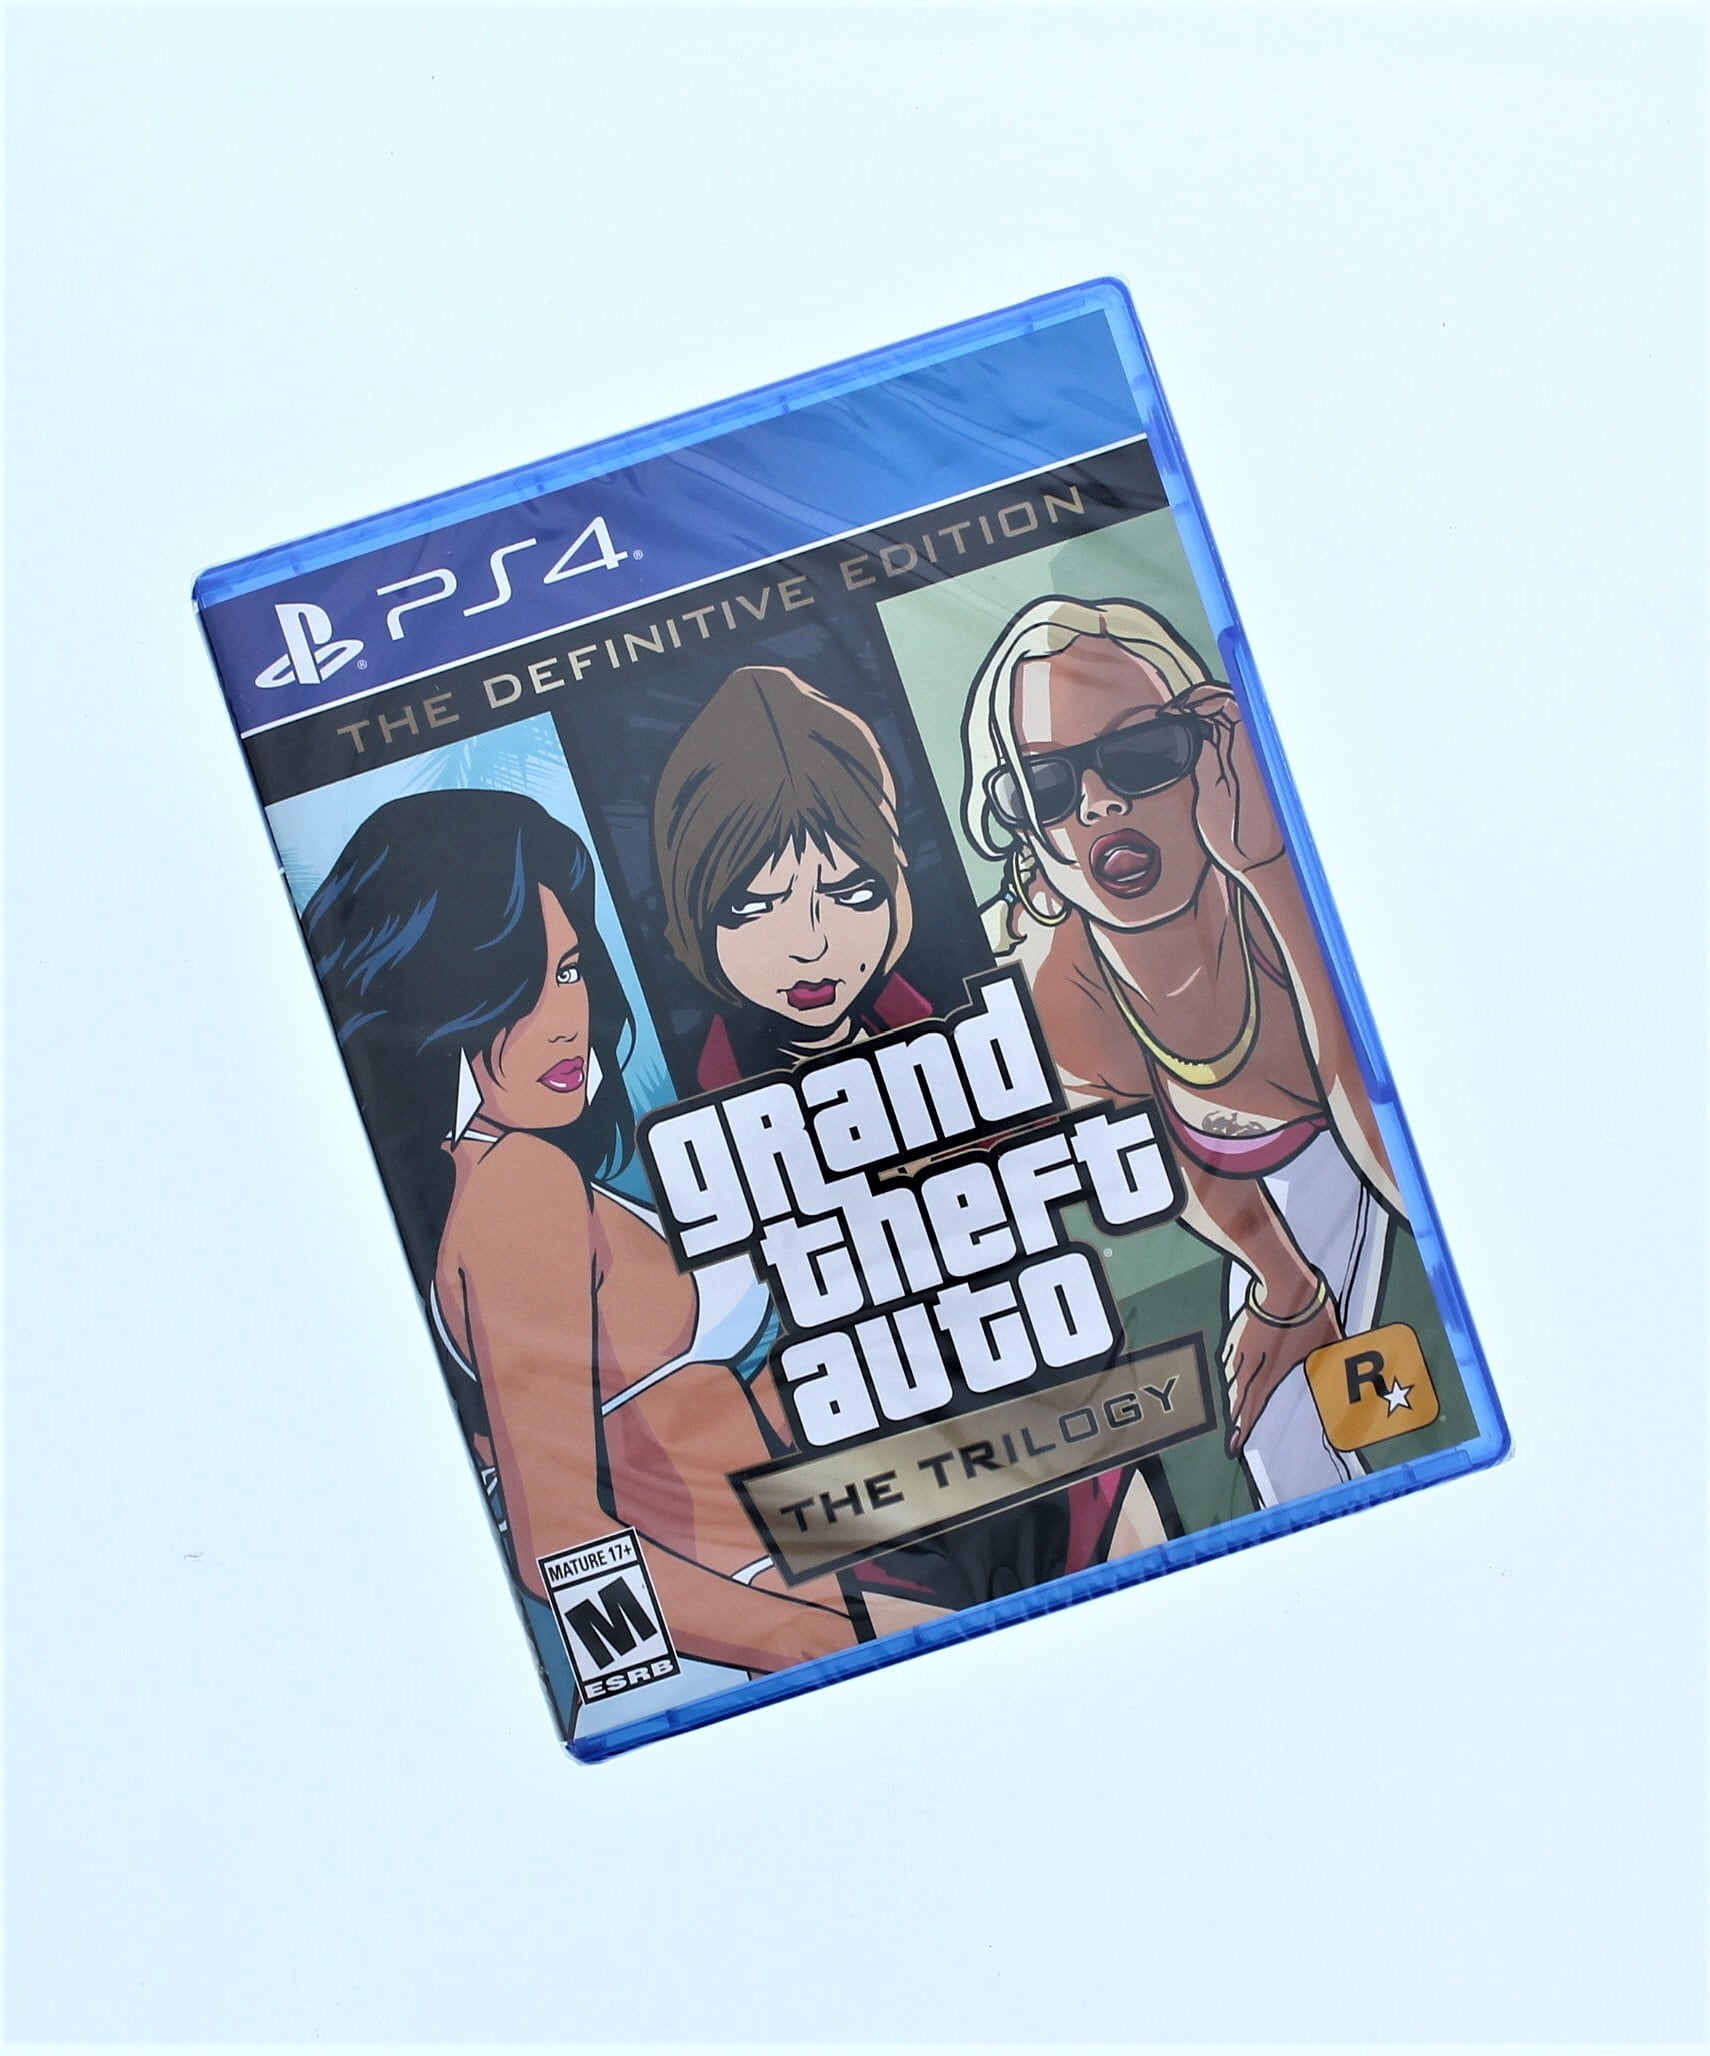 PS4
THE DEFINITIVE EDITION
grand
theft
auto
THE TRILOGY
R
MATURE 17+
M
ESRB